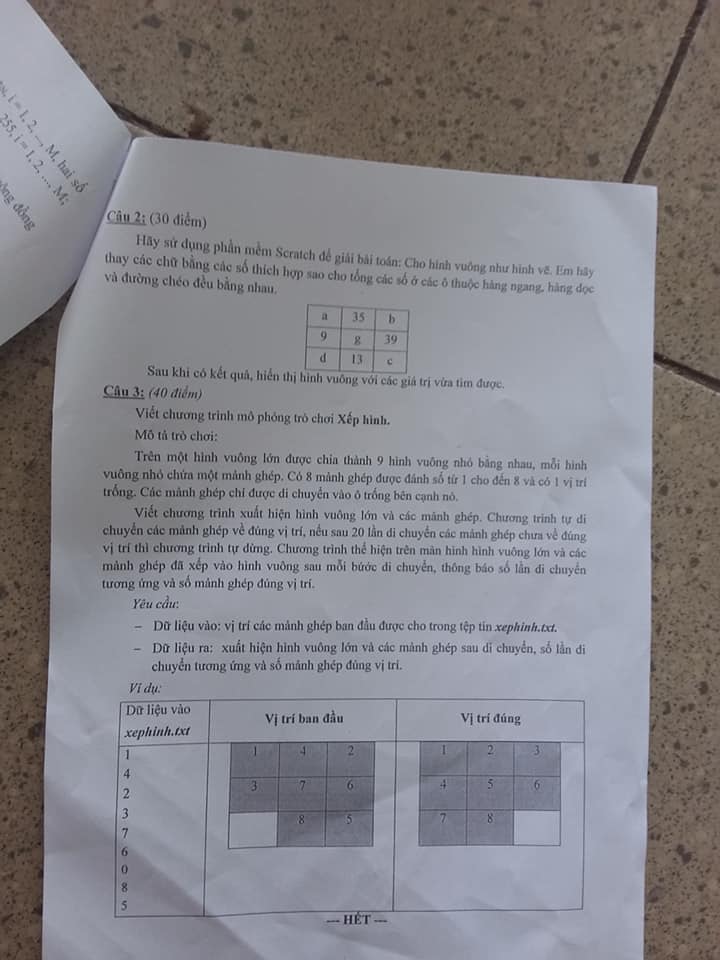 i = 1, 2, ..., M, hai số
255, i = 1, 2, ..., M;
đồng
Câu 2: (30 điểm)
Hãy sử dụng phần mềm Scratch để giải bài toán: Cho hình vuông như hình vẽ. Em hãy
thay các chữ bằng các số thích hợp sao cho tổng các số ở các ô thuộc hàng ngang, hàng dọc
và đường chéo đều bằng nhau.
a 35 b
9 g 39
d 13 c
Sau khi có kết quả, hiển thị hình vuông với các giá trị vừa tìm được.
Câu 3: (40 điểm)
Viết chương trình mô phỏng trò chơi Xếp hình.
Mô tả trò chơi:
Trên một hình vuông lớn được chia thành 9 hình vuông nhỏ bằng nhau, mỗi hình
vuông nhỏ chứa một mảnh ghép. Có 8 mảnh ghép được đánh số từ 1 cho đến 8 và có 1 vị trí
trống. Các mảnh ghép chỉ được di chuyển vào ô trống bên cạnh nó.
Viết chương trình xuất hiện hình vuông lớn và các mảnh ghép. Chương trình tự di
chuyển các mảnh ghép về đúng vị trí, nếu sau 20 lần di chuyển các mảnh ghép chưa về đúng
vị trí thì chương trình tự dừng. Chương trình thể hiện trên màn hình hình vuông lớn và các
mảnh ghép đã xếp vào hình vuông sau mỗi bước di chuyển, thông báo số lần di chuyển
tương ứng và số mảnh ghép đúng vị trí.
Yêu cầu:
– Dữ liệu vào: vị trí các mảnh ghép ban đầu được cho trong tệp tin xephinh.txt.
– Dữ liệu ra: xuất hiện hình vuông lớn và các mảnh ghép sau di chuyển, số lần di
chuyển tương ứng và số mảnh ghép đúng vị trí.
Ví dụ:
Dữ liệu vào
xephinh.txt
Vị trí ban đầu
Vị trí đúng
1
4
2
3
7
6
0
8
5
1 4 2
3 7 6
8 5
1 2 3
4 5 6
7 8
--- HẾT ---